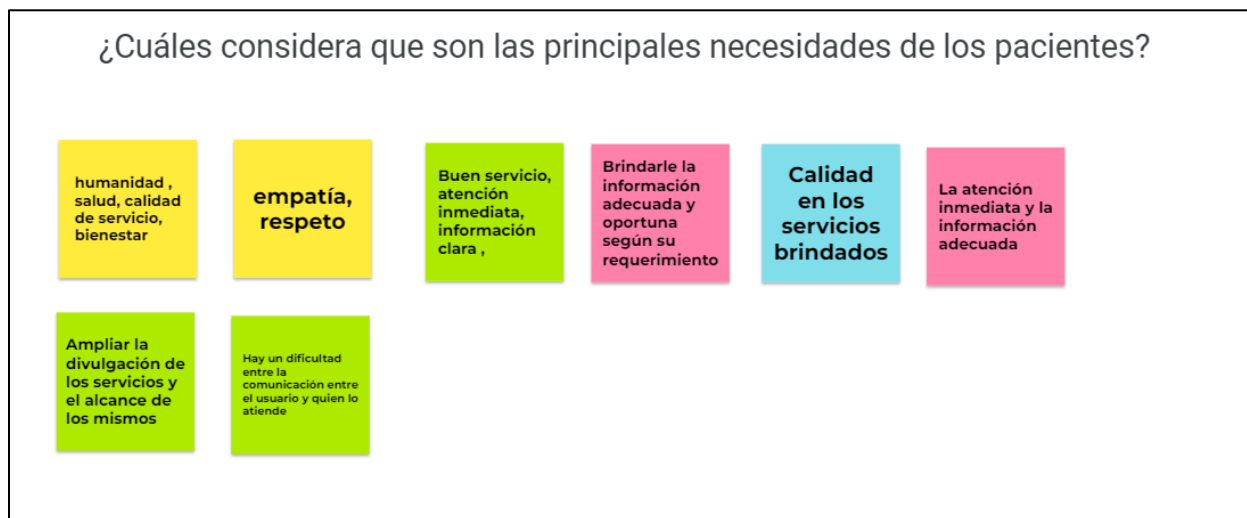 ¿Cuáles considera que son las principales necesidades de los pacientes?
humanidad ,
salud, calidad
de servicio,
bienestar
empatía,
respeto
Buen servicio,
atención
inmediata,
información
clara ,
Brindarle la
información
adecuada y
oportuna
según su
requerimiento
Calidad
en los
servicios
brindados
La atención
inmediata y la
información
adecuada
Ampliar la
divulgación de
los servicios y
el alcance de
los mismos
Hay un dificultad
entre la
comunicación entre
el usuario y quien lo
atiende